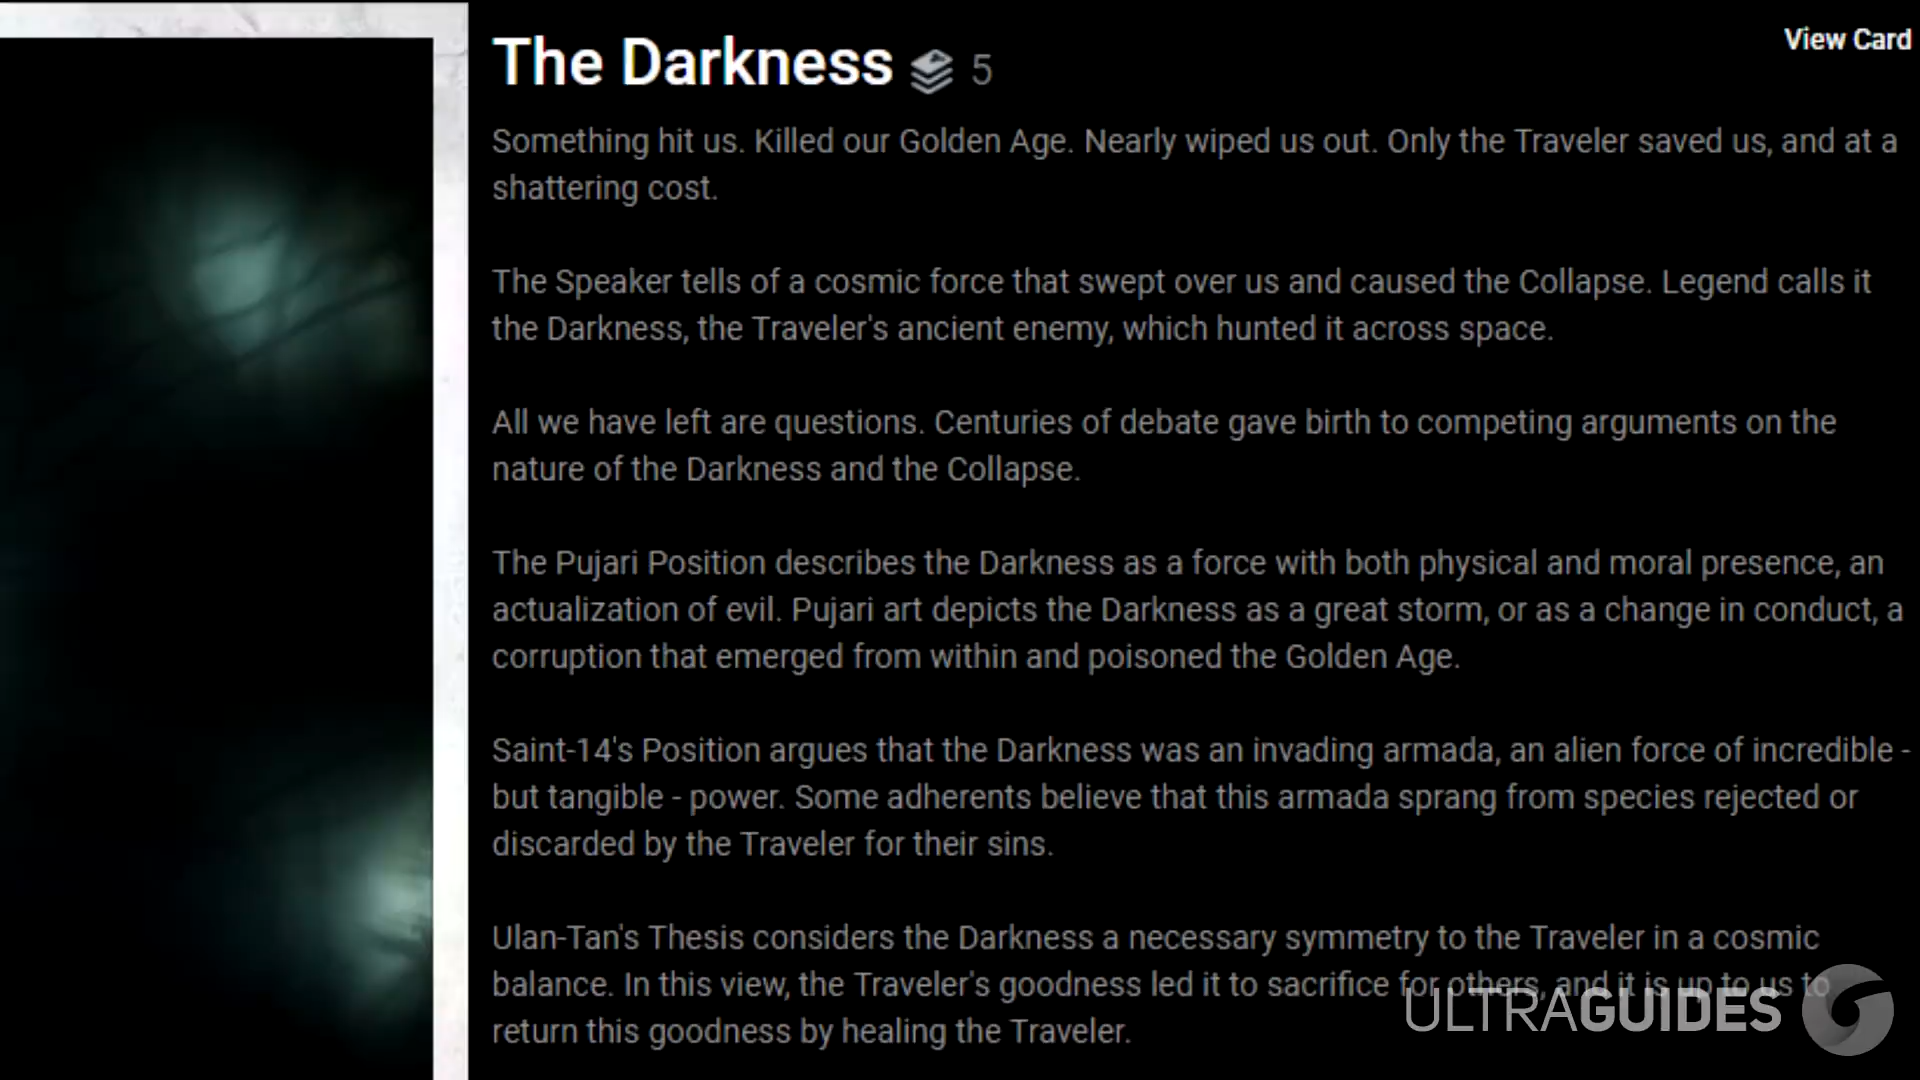 The Darkness 5
View Card
Something hit us. Killed our Golden Age. Nearly wiped us out. Only the Traveler saved us, and at a
shattering cost.
The Speaker tells of a cosmic force that swept over us and caused the Collapse. Legend calls it
the Darkness, the Traveler's ancient enemy, which hunted it across space.
All we have left are questions. Centuries of debate gave birth to competing arguments on the
nature of the Darkness and the Collapse.
The Pujari Position describes the Darkness as a force with both physical and moral presence, an
actualization of evil. Pujari art depicts the Darkness as a great storm, or as a change in conduct, a
corruption that emerged from within and poisoned the Golden Age.
Saint-14's Position argues that the Darkness was an invading armada, an alien force of incredible -
but tangible - power. Some adherents believe that this armada sprang from species rejected or
discarded by the Traveler for their sins.
Ulan-Tan's Thesis considers the Darkness a necessary symmetry to the Traveler in a cosmic
balance. In this view, the Traveler's goodness led it to sacrifice for others, and it is up to us to
return this goodness by healing the Traveler.
ULTRAGUIDES